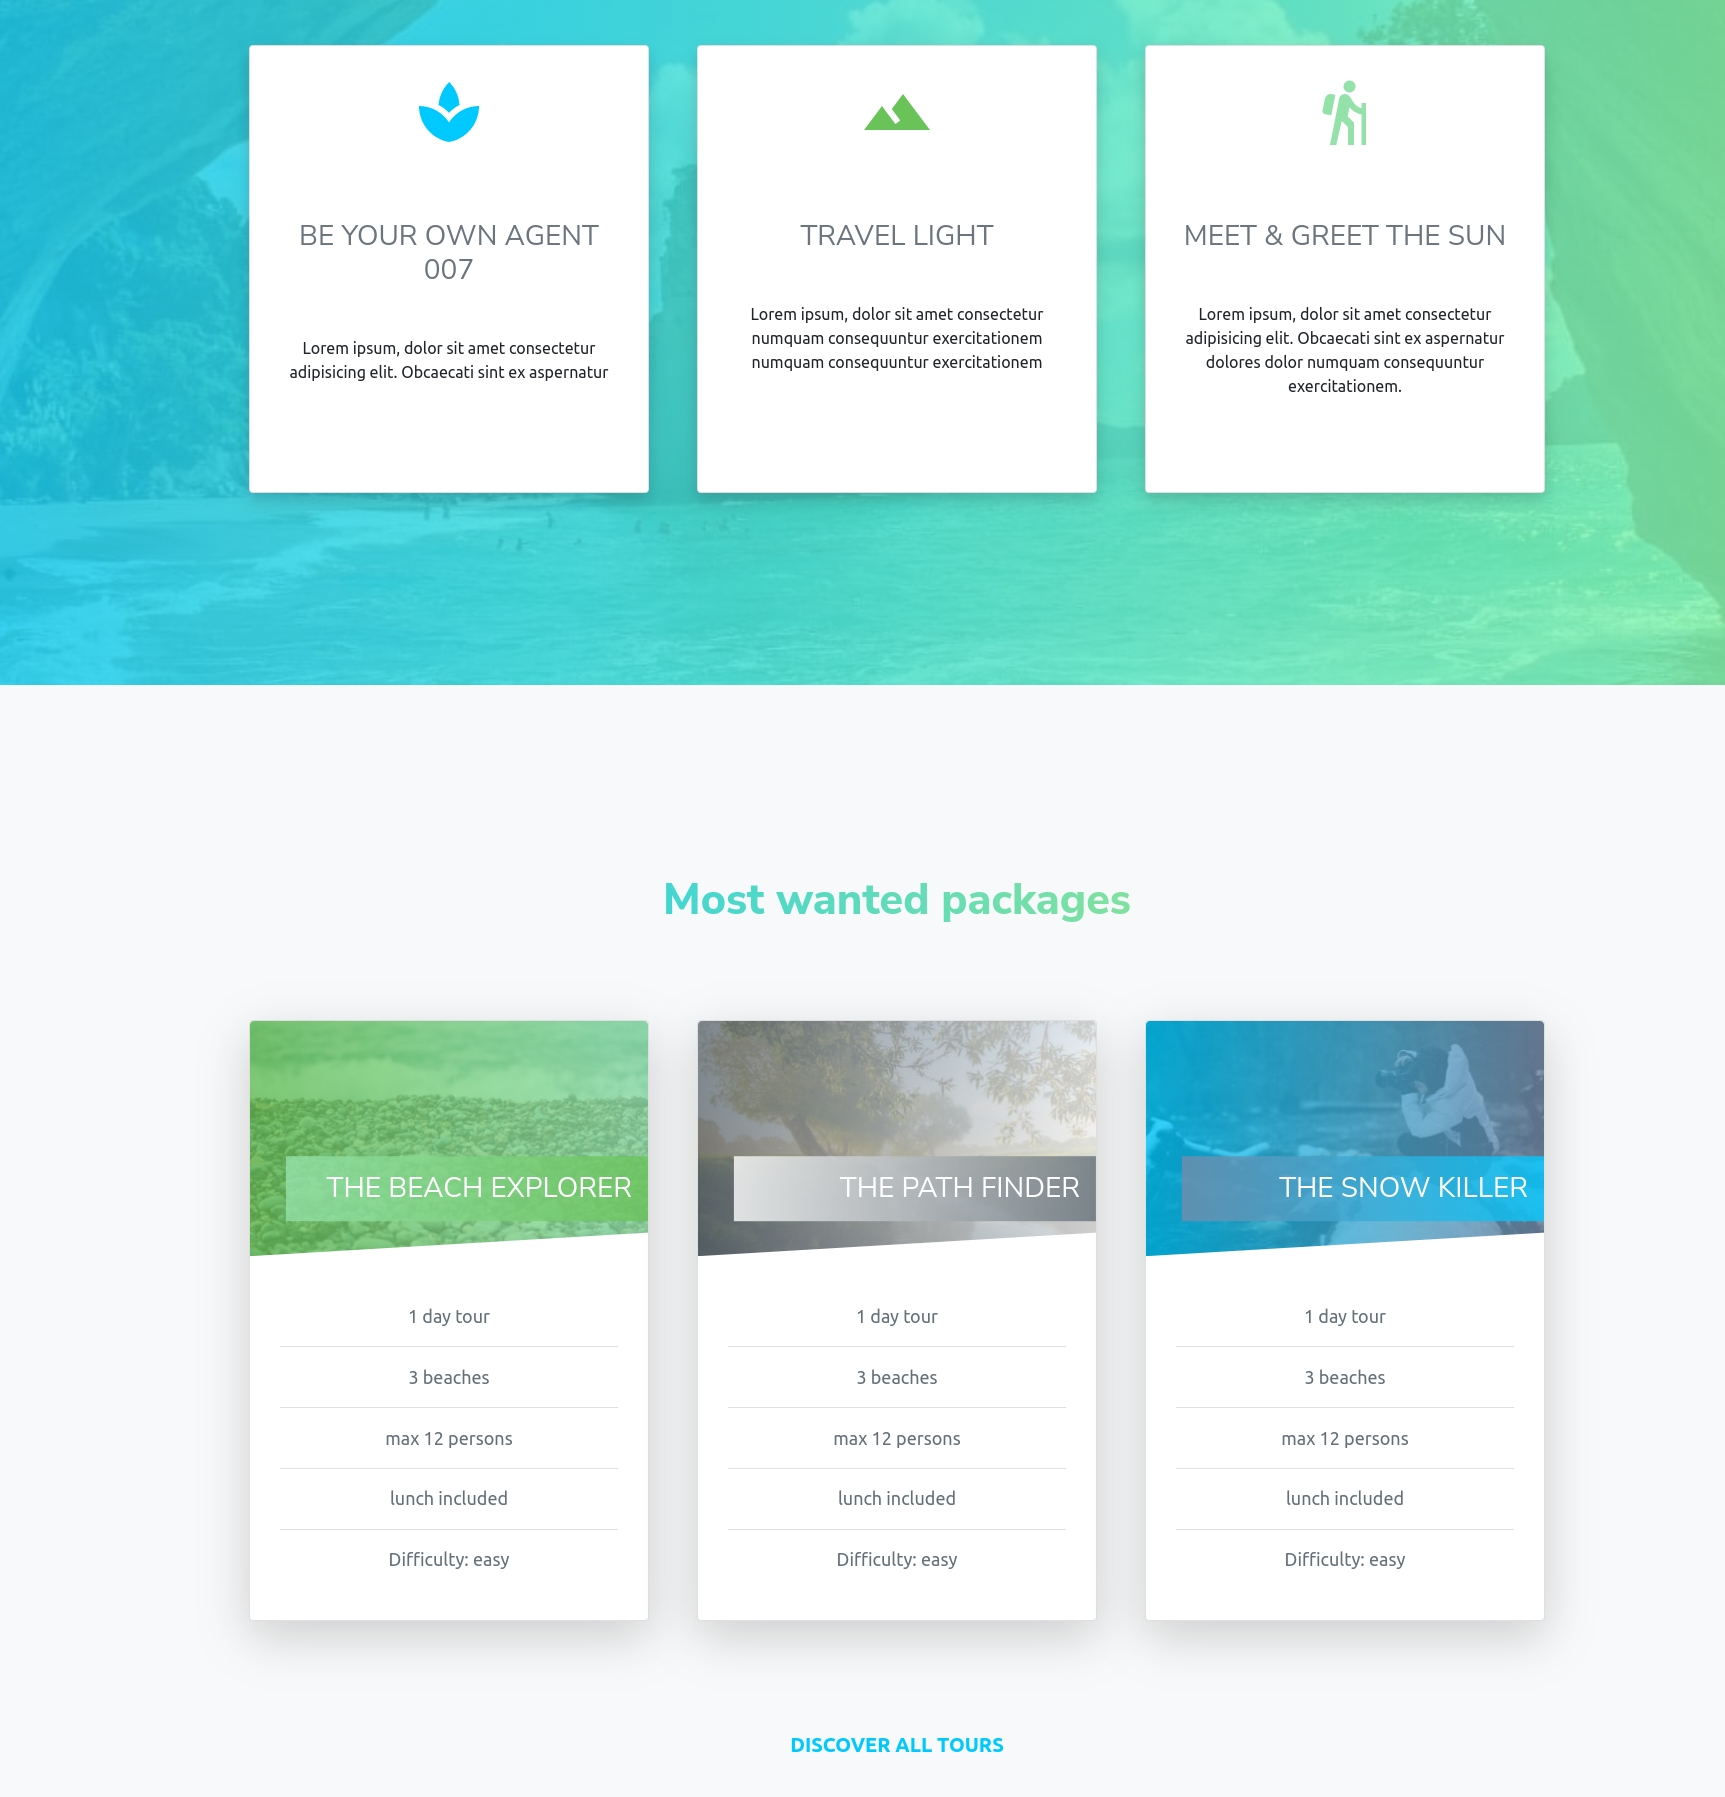 BE YOUR OWN AGENT
007
Lorem ipsum, dolor sit amet consectetur
adipisicing elit. Obcaecati sint ex aspernatur
TRAVEL LIGHT
Lorem ipsum, dolor sit amet consectetur
numquam consequuntur exercitationem
numquam consequuntur exercitationem
MEET & GREET THE SUN
Lorem ipsum, dolor sit amet consectetur
adipisicing elit. Obcaecati sint ex aspernatur
dolores dolor numquam consequuntur
exercitationem.
Most wanted packages
THE BEACH EXPLORER
1 day tour
3 beaches
max 12 persons
lunch included
Difficulty: easy
THE PATH FINDER
1 day tour
3 beaches
max 12 persons
lunch included
Difficulty: easy
THE SNOW KILLER
1 day tour
3 beaches
max 12 persons
lunch included
Difficulty: easy
DISCOVER ALL TOURS